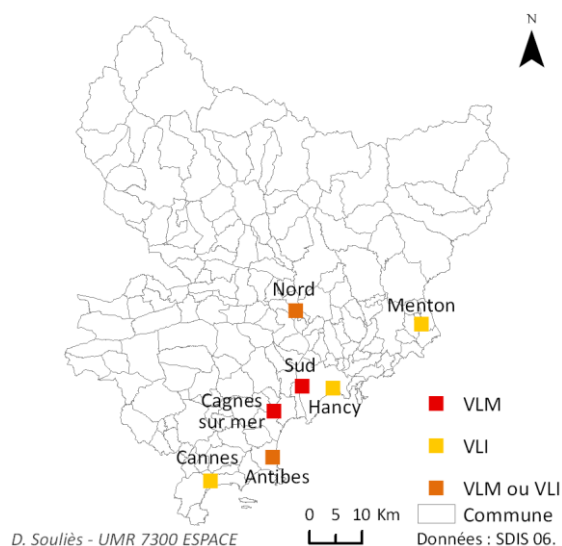 N
Nord
Menton
Sud
Hancy
Cagnes
sur mer
Cannes
Antibes
VLM
VLI
VLM ou VLI
Commune
0 5 10 Km
D. Souliès - UMR 7300 ESPACE
Données : SDIS 06.